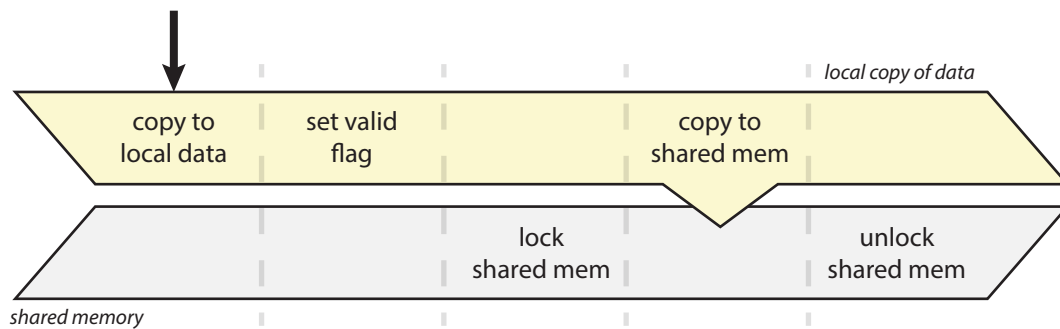 local copy of data
copy to
local data
set valid
flag
copy to
shared mem
lock
shared mem
unlock
shared mem
shared memory